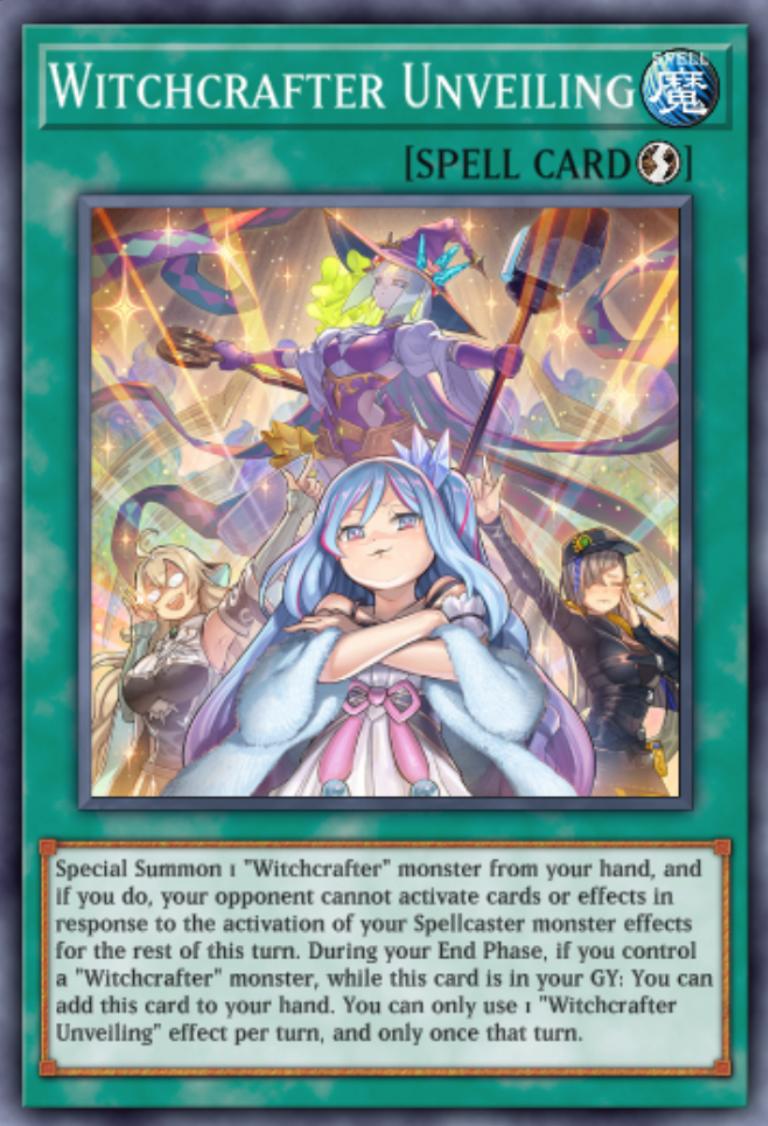 WITCHCRAFTER UNVEILING
SPELL
魔
[SPELL CARD]
Special Summon 1 "Witchcrafter" monster from your hand, and
if you do, your opponent cannot activate cards or effects in
response to the activation of your Spellcaster monster effects
for the rest of this turn. During your End Phase, if you control
a "Witchcrafter" monster, while this card is in your GY: You can
add this card to your hand. You can only use 1 "Witchcrafter
Unveiling" effect per turn, and only once that turn.